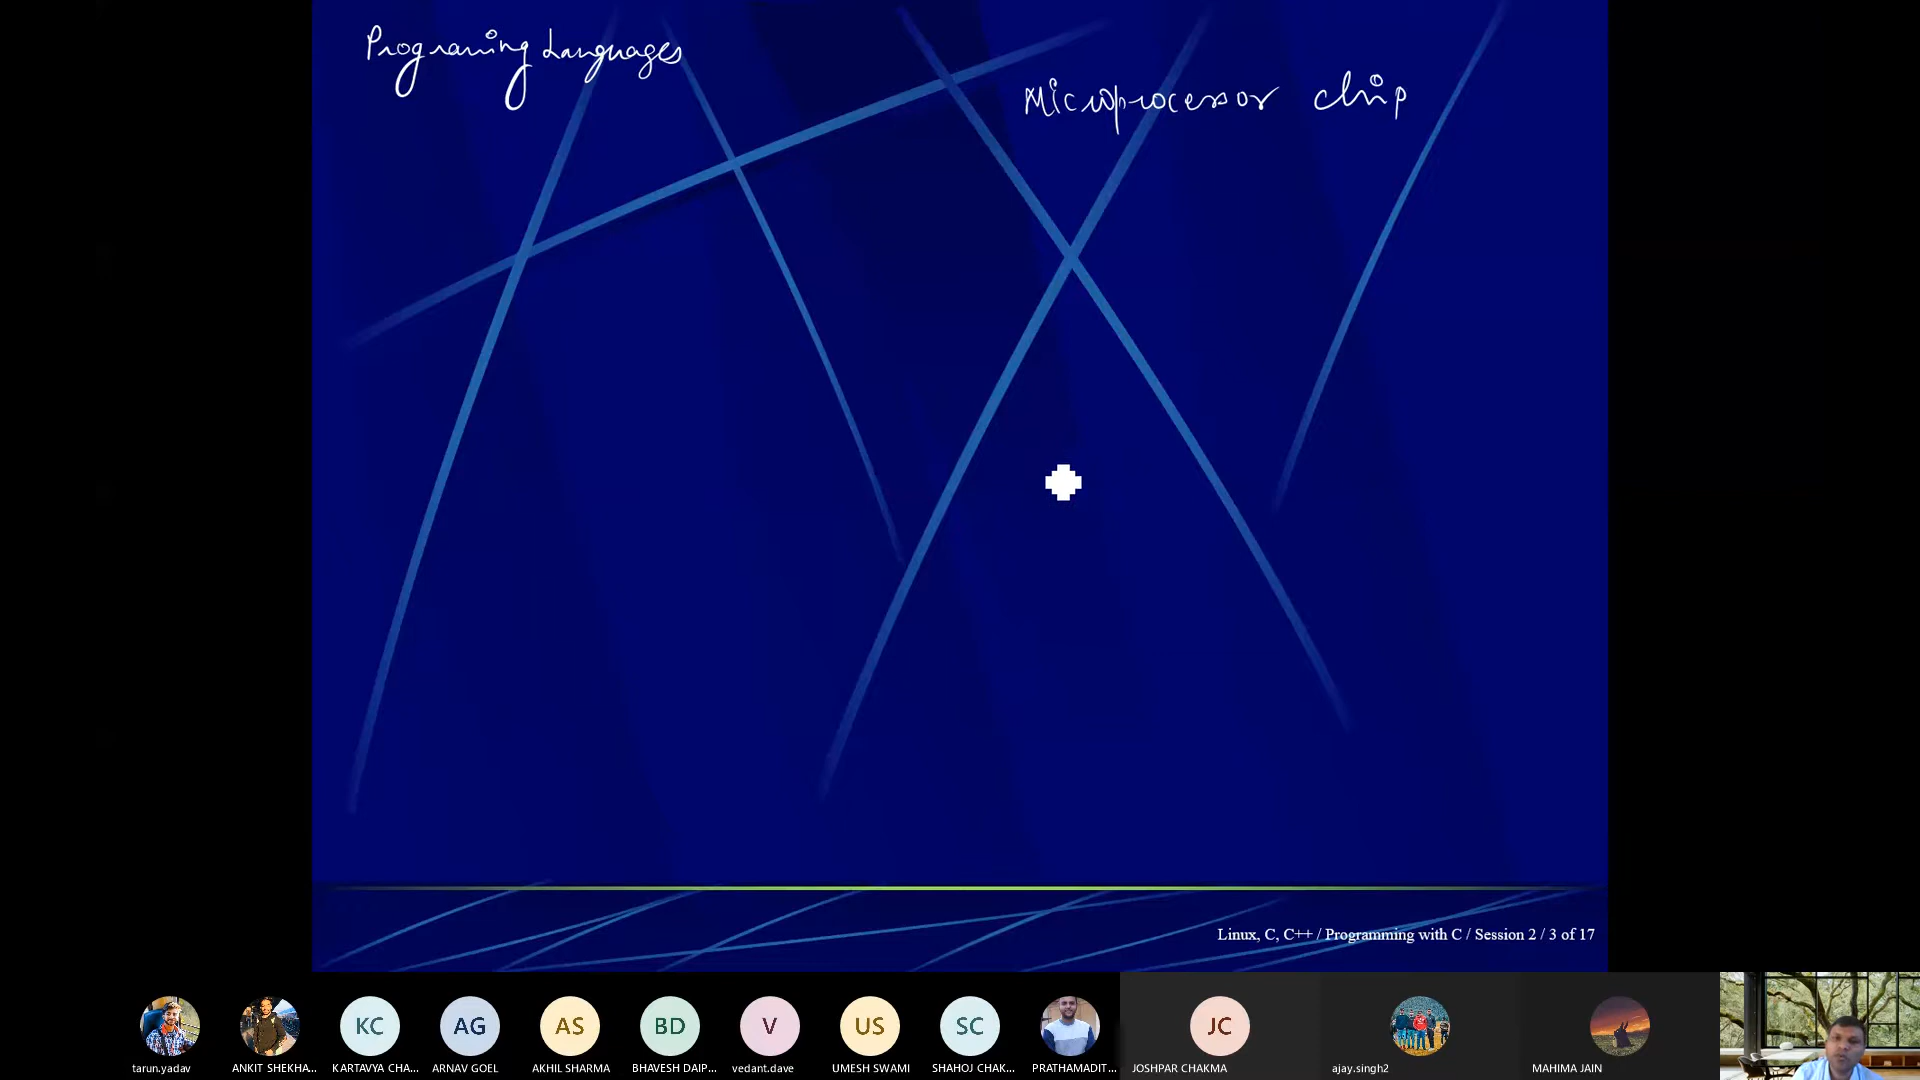 Programing Languages
Microprocessor chip
Linux, C, C++ / Programming with C / Session 2 / 3 of 17
KC
AG
AS
BD
V
US
SC
JC
tarun.yadav
ANKIT SHEKHA...
KARTAVYA CHA...
ARNAV GOEL
AKHIL SHARMA
BHAVESH DAIP...
vedant.dave
UMESH SWAMI
SHAHOJ CHAK...
PRATHAMADIT...
JOSHPAR CHAKMA
ajay.singh2
MAHIMA JAIN